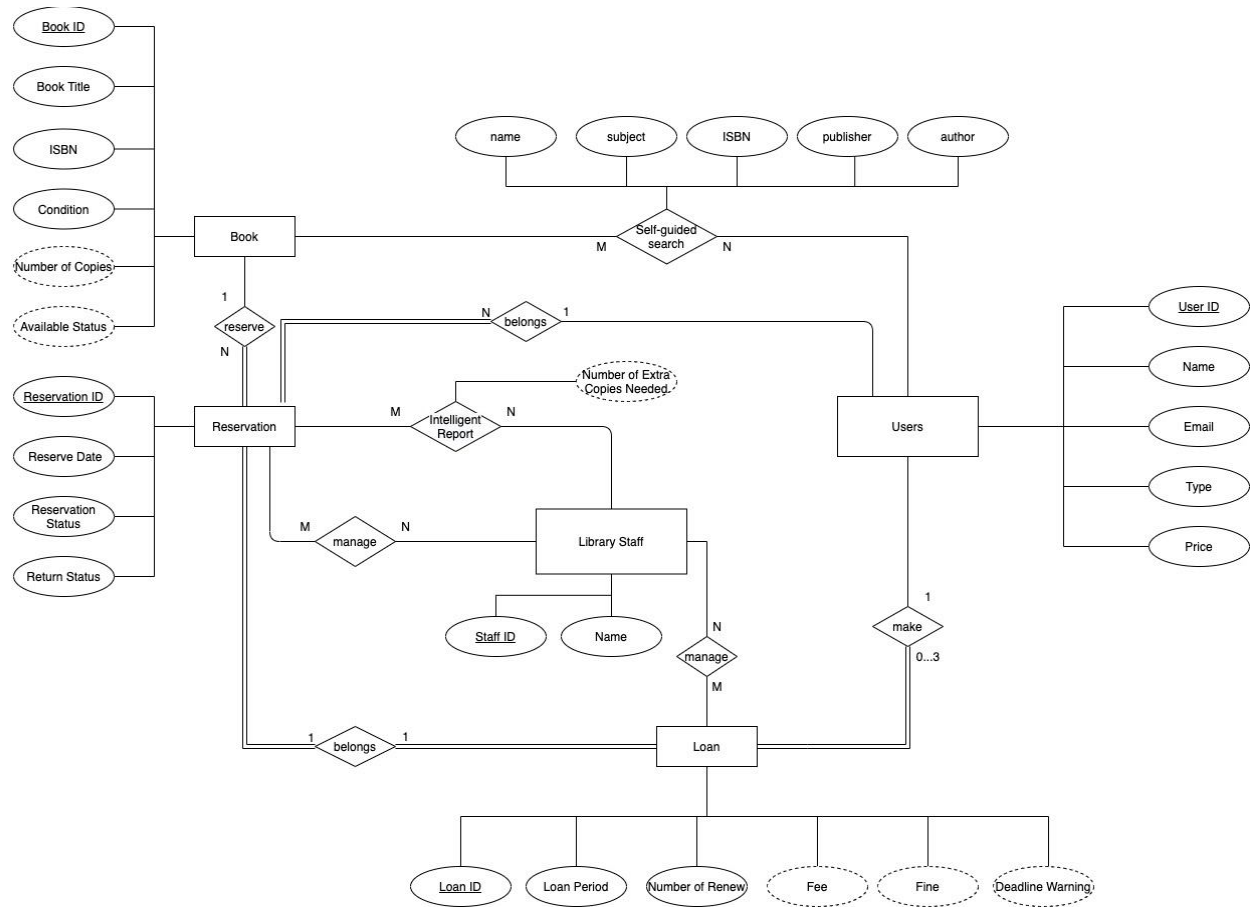 Book ID
Book Title
ISBN
Condition
Number of Copies
Available Status
name
subject
ISBN
publisher
author
Self-guided
search
M
N
Book
1
reserve
N
N
belongs
1
Number of Extra
Copies Needed
Reservation ID
Reserve Date
Reservation
Status
Return Status
Reservation
M
Intelligent
Report
N
Users
User ID
Name
Email
Type
Price
M
manage
N
Library Staff
Staff ID
Name
N
manage
M
1
make
0...3
1
belongs
1
Loan
Loan ID
Loan Period
Number of Renew
Fee
Fine
Deadline Warning